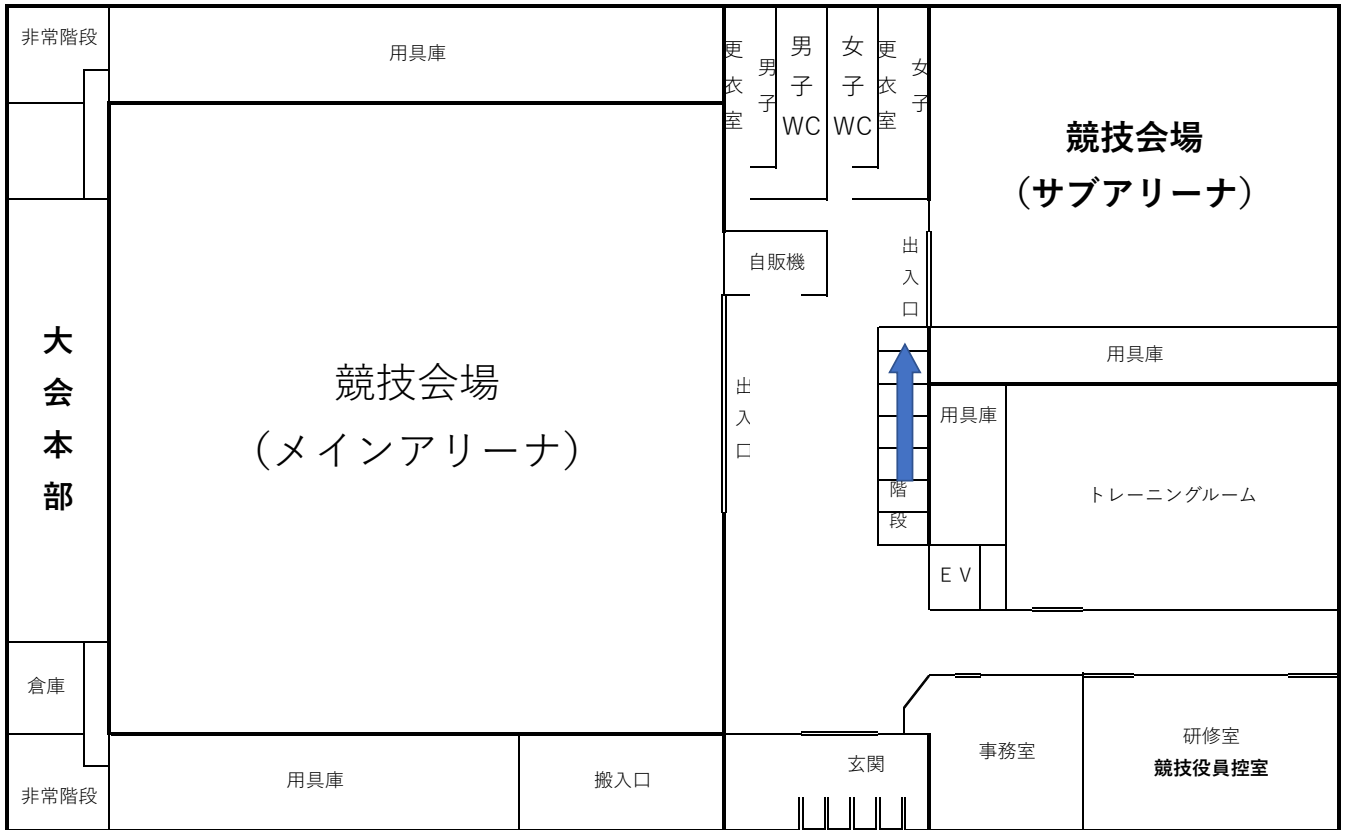 非常階段
用具庫
男子
更衣室
男子
WC
女子
WC
女子
更衣室
競技会場
（サブアリーナ）
自販機
出入口
大会本部
競技会場
（メインアリーナ）
出入口
用具庫
用具庫
階段
トレーニングルーム
ＥＶ
倉庫
非常階段
用具庫
搬入口
玄関
事務室
研修室
競技役員控室